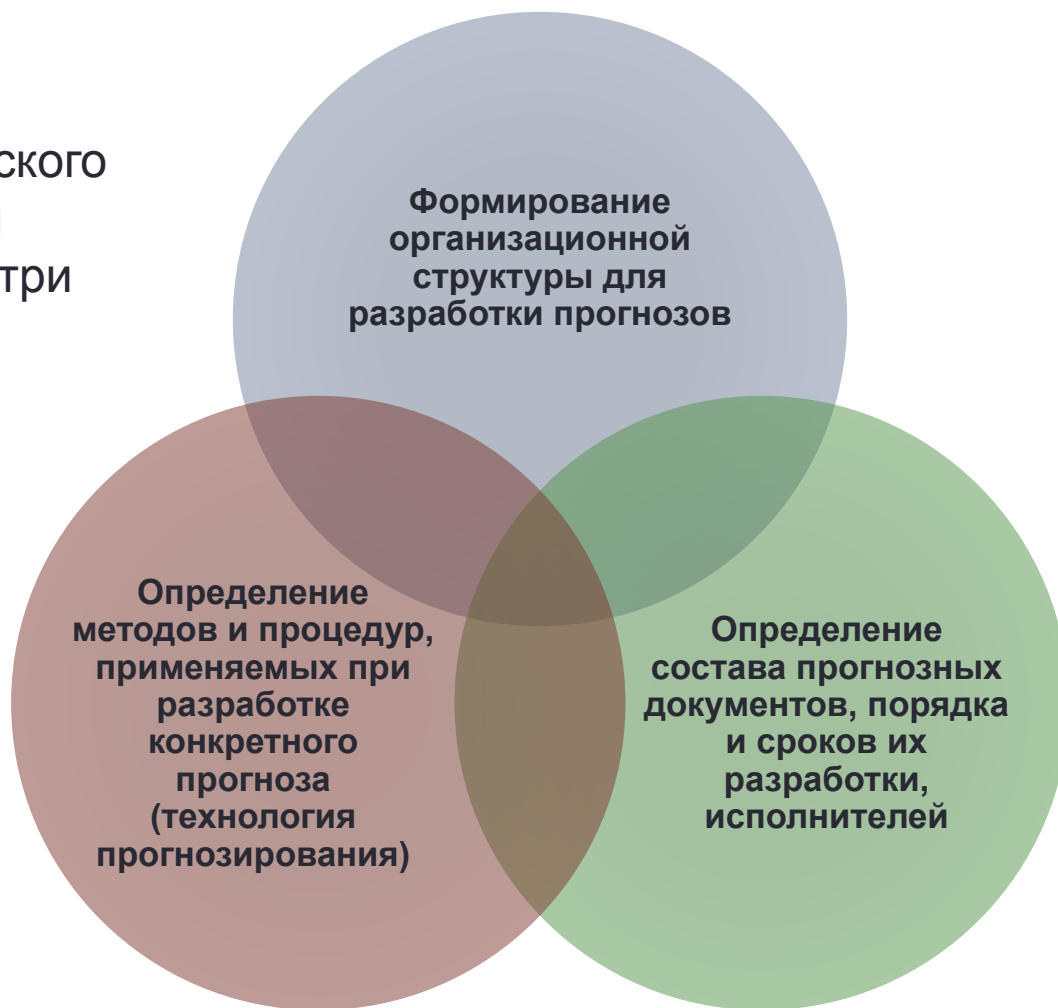 три
Формирование
организационной
структуры для
разработки прогнозов
Определение
методов и процедур,
применяемых при
разработке
конкретного
прогноза
(технология
прогнозирования)
Определение
состава прогнозных
документов, порядка
и сроков их
разработки,
исполнителей